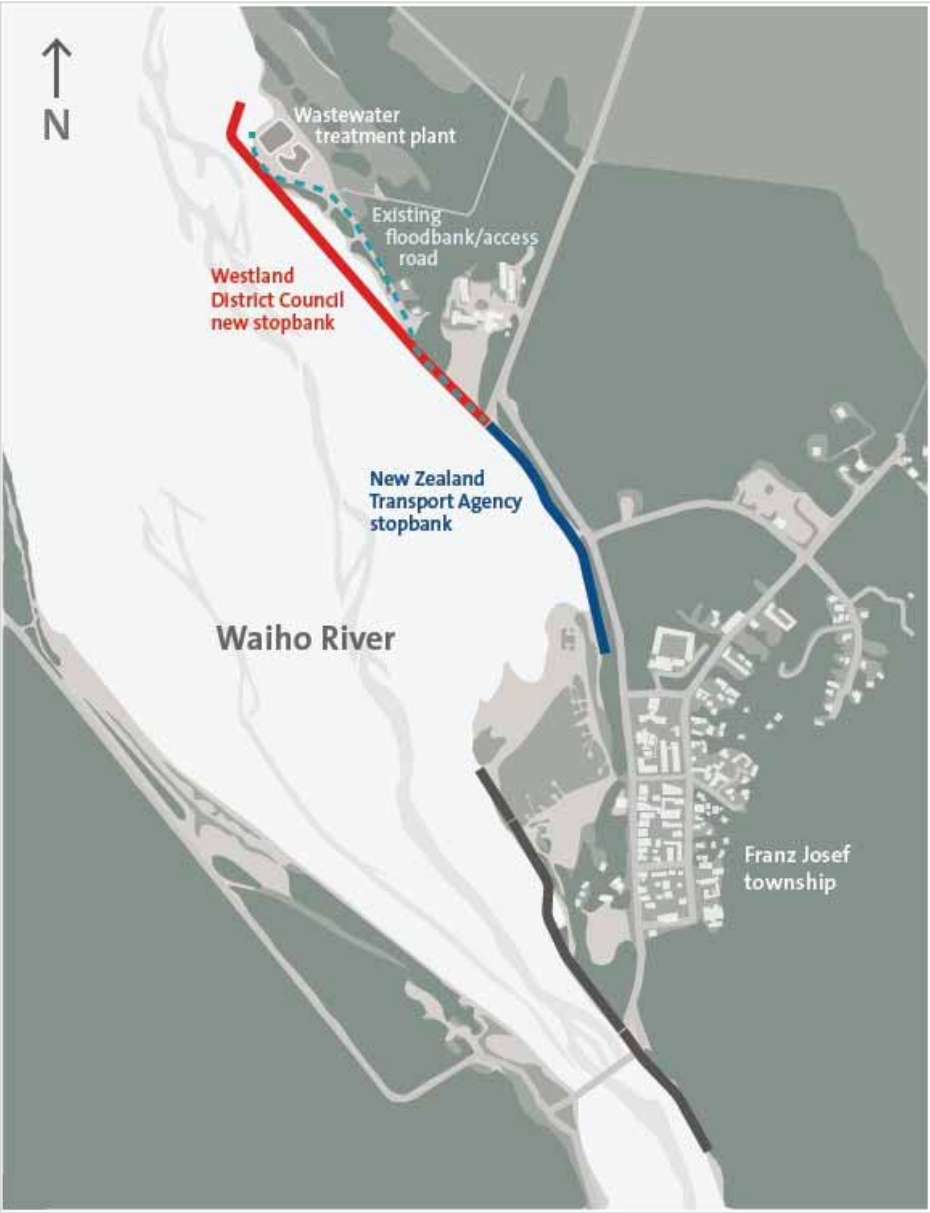 N
Wastewater
treatment plant
Existing
floodbank/access
road
Westland
District Council
new stopbank
New Zealand
Transport Agency
stopbank
Waiho River
Franz Josef
township